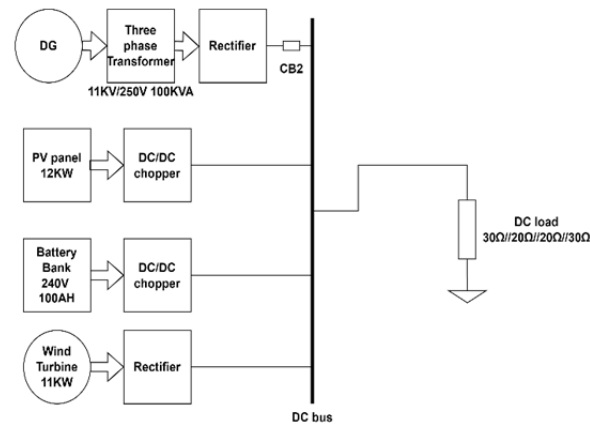 DG
Three
phase
Transformer
11KV/250V 100KVA
Rectifier
CB2
PV panel
12KW
DC/DC
chopper
DC load
30Ω//20Ω//20Ω//30Ω
Battery
Bank
240V
100AH
DC/DC
chopper
Wind
Turbine
11KW
Rectifier
DC bus